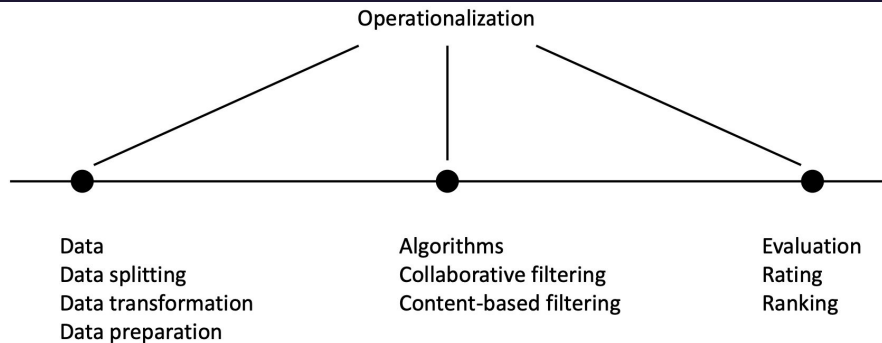 Operationalization
Data
Data splitting
Data transformation
Data preparation
Algorithms
Collaborative filtering
Content-based filtering
Evaluation
Rating
Ranking